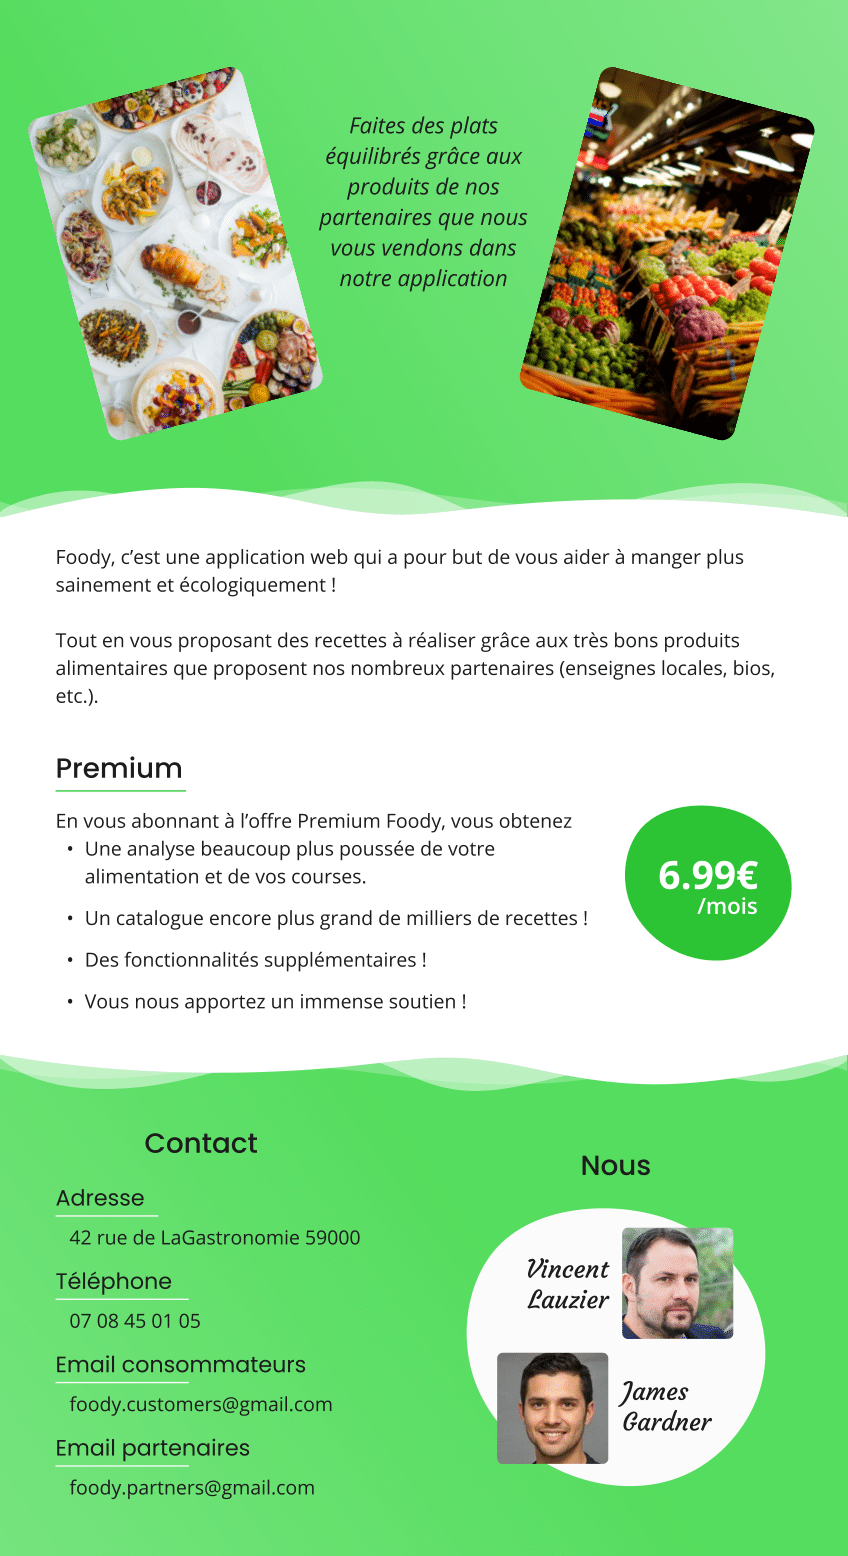 Faites des plats
équilibrés grâce aux
produits de nos
partenaires que nous
vous vendons dans
notre application
Foody, c’est une application web qui a pour but de vous aider à manger plus
sainement et écologiquement !
Tout en vous proposant des recettes à réaliser grâce aux très bons produits
alimentaires que proposent nos nombreux partenaires (enseignes locales, bios,
etc.).
Premium
En vous abonnant à l’offre Premium Foody, vous obtenez
• Une analyse beaucoup plus poussée de votre
alimentation et de vos courses.
• Un catalogue encore plus grand de milliers de recettes !
• Des fonctionnalités supplémentaires !
• Vous nous apportez un immense soutien !
6.99€
/mois
Contact
Adresse
42 rue de LaGastronomie 59000
Téléphone
07 08 45 01 05
Email consommateurs
foody.customers@gmail.com
Email partenaires
foody.partners@gmail.com
Nous
Vincent
Lauzier
James
Gardner